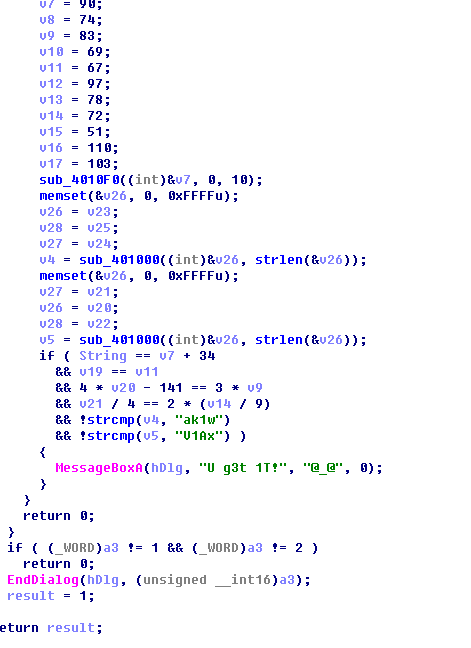 v7 = 90;
v8 = 74;
v9 = 83;
v10 = 69;
v11 = 67;
v12 = 97;
v13 = 78;
v14 = 72;
v15 = 51;
v16 = 110;
v17 = 103;
sub_4010F0((int)&v7, 0, 10);
memset(&v26, 0, 0xFFFFu);
v26 = v23;
v28 = v25;
v27 = v24;
v4 = sub_401000((int)&v26, strlen(&v26));
memset(&v26, 0, 0xFFFFu);
v27 = v21;
v26 = v20;
v28 = v22;
v5 = sub_401000((int)&v26, strlen(&v26));
if ( String == v7 + 34
&& v19 == v11
&& 4 * v20 - 141 == 3 * v9
&& v21 / 4 == 2 * (v14 / 9)
&& !strcmp(v4, "ak1w")
&& !strcmp(v5, "V1Ax") )
{
MessageBoxA(hDlg, "U g3t 1T!", "@_@", 0);
}
}
return 0;
}
if ( (_WORD)a3 != 1 && (_WORD)a3 != 2 )
return 0;
EndDialog(hDlg, (unsigned __int16)a3);
result = 1;
eturn result;